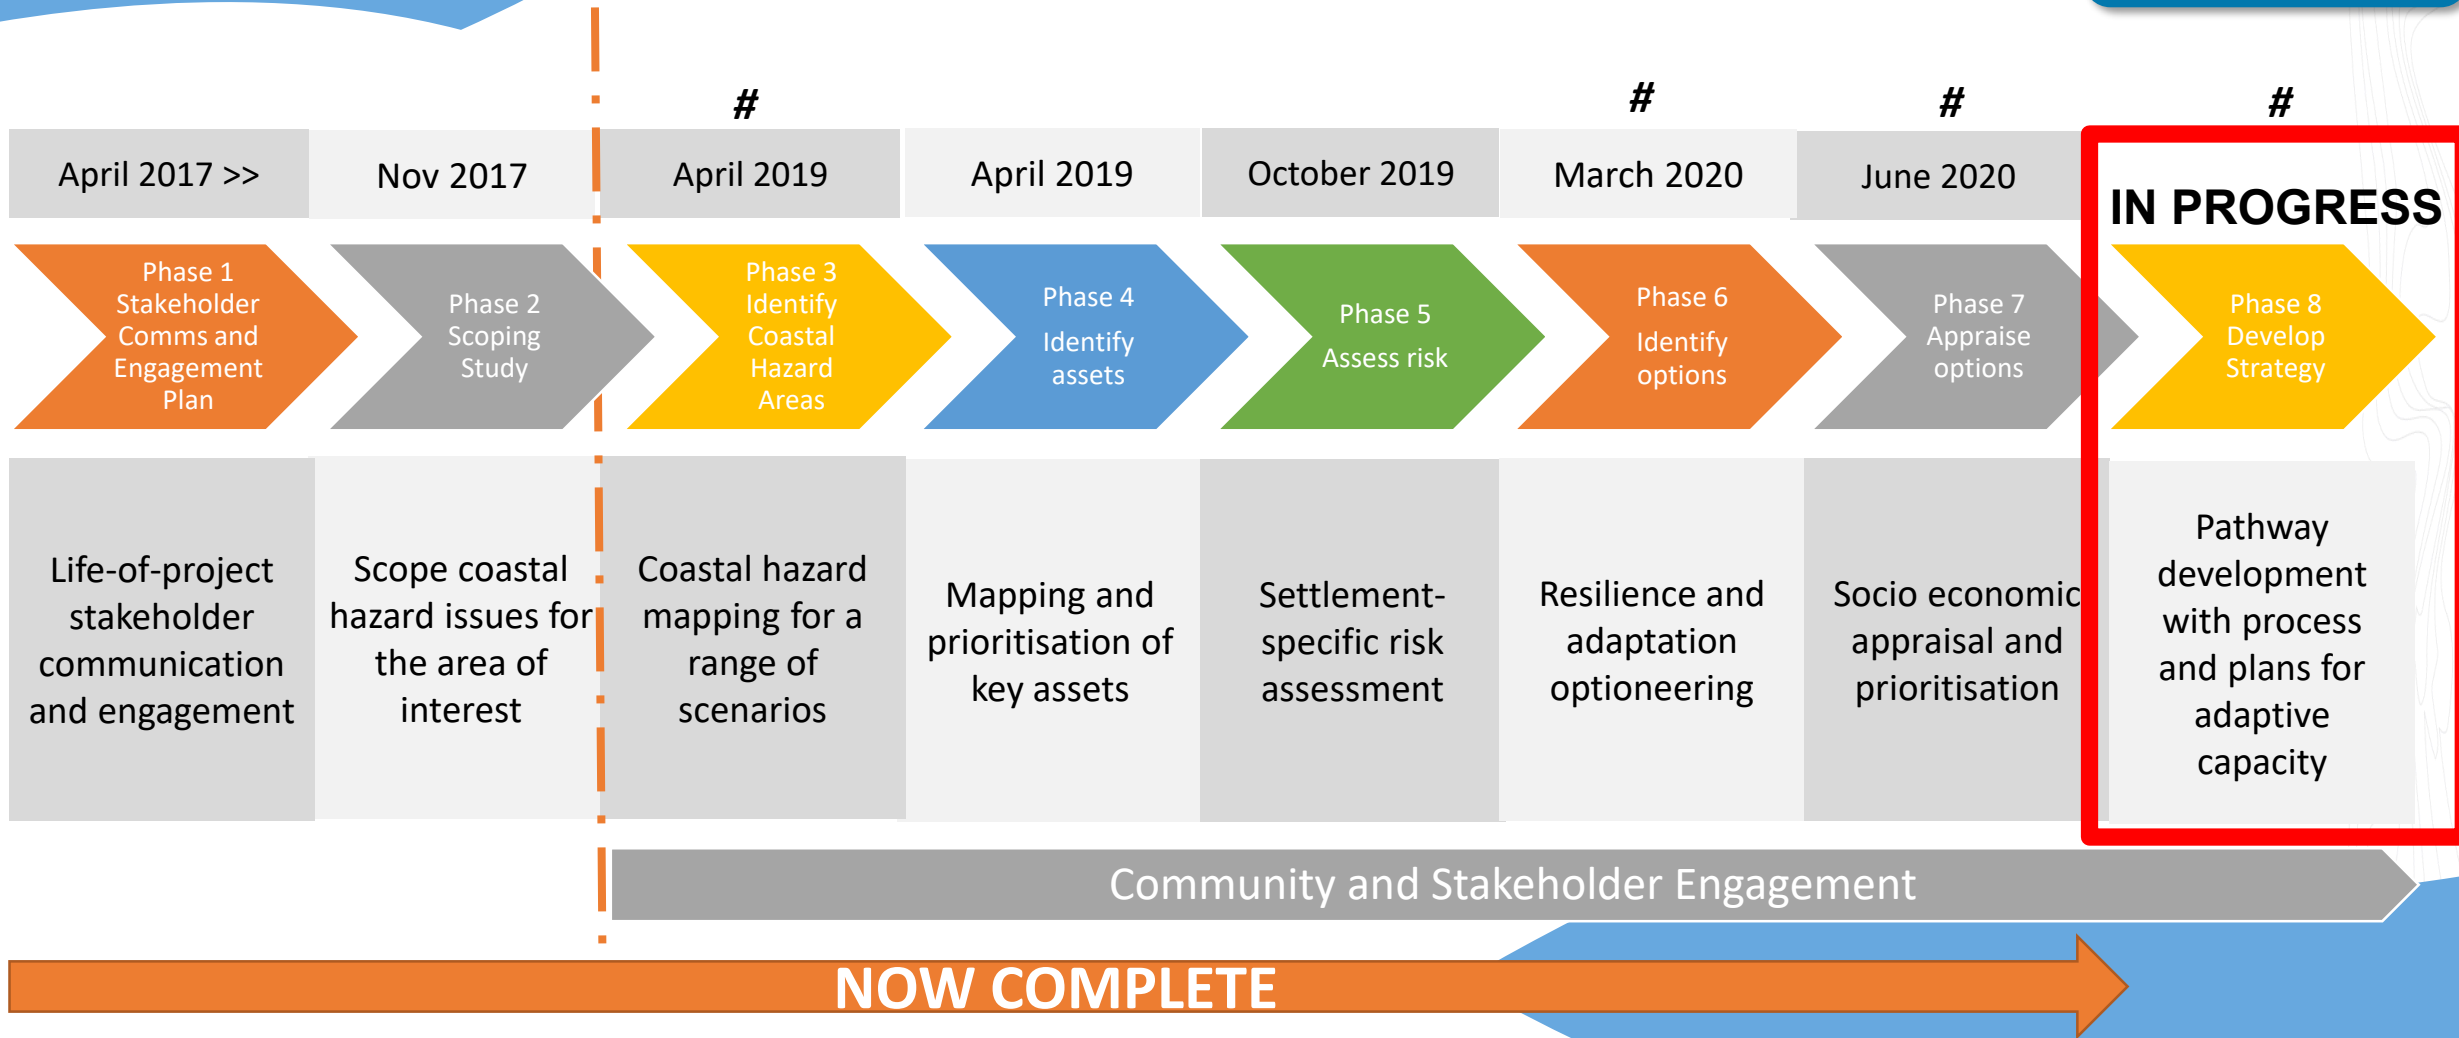 #
#
#
#
April 2017 >>
Nov 2017
April 2019
April 2019
October 2019
March 2020
June 2020
IN PROGRESS
Phase 1
Stakeholder
Comms and
Engagement
Plan
Phase 2
Scoping
Study
Phase 3
Identify
Coastal
Hazard
Areas
Phase 4
Identify
assets
Phase 5
Assess risk
Phase 6
Identify
options
Phase 7
Appraise
options
Phase 8
Develop
Strategy
Life-of-project
stakeholder
communication
and engagement
Scope coastal
hazard issues for
the area of
interest
Coastal hazard
mapping for a
range of
scenarios
Mapping and
prioritisation of
key assets
Settlement-
specific risk
assessment
Resilience and
adaptation
optioneering
Socio economic
appraisal and
prioritisation
Pathway
development
with process
and plans for
adaptive
capacity
Community and Stakeholder Engagement
NOW COMPLETE